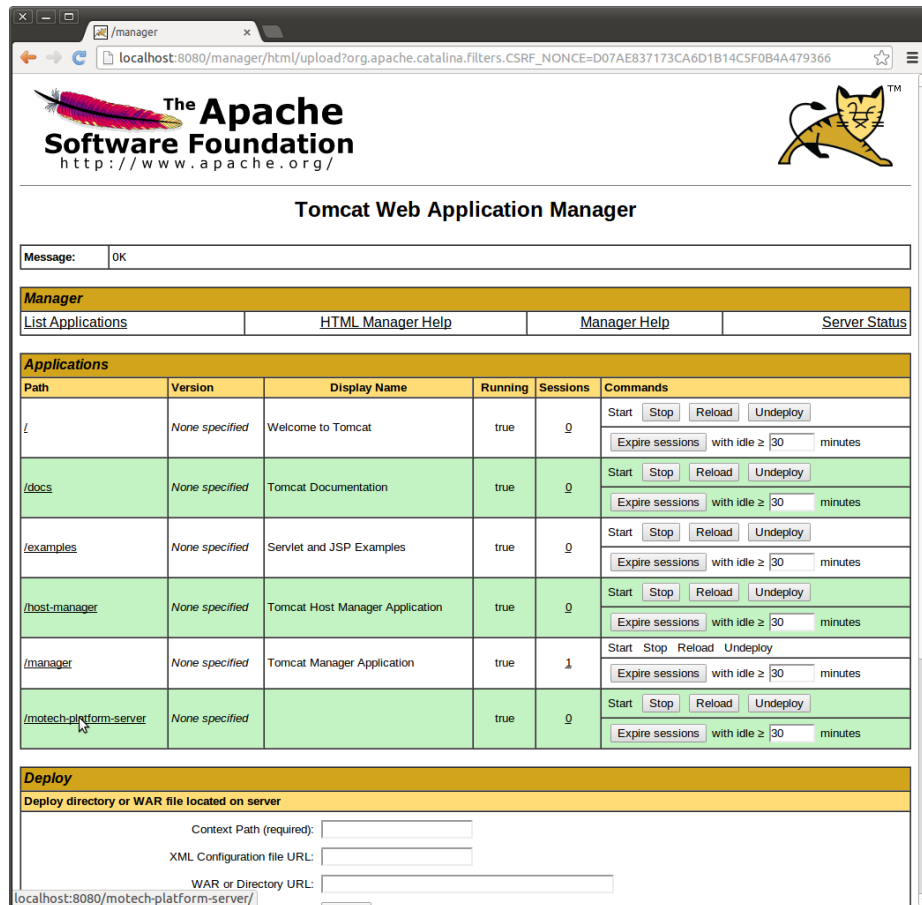 /manager
localhost:8080/manager/html/upload?org.apache.catalina.filters.CSRF_NONCE=D07AE837173CA6D1B14C5F0B4A479366
The Apache
Software Foundation
http://www.apache.org/
TM
Tomcat Web Application Manager
Message: OK
Manager
List Applications HTML Manager Help Manager Help Server Status
Applications
Path Version Display Name Running Sessions Commands
/ None specified Welcome to Tomcat true 0 Start Stop Reload Undeploy
Expire sessions with idle ≥ 30 minutes
/docs None specified Tomcat Documentation true 0 Start Stop Reload Undeploy
Expire sessions with idle ≥ 30 minutes
/examples None specified Servlet and JSP Examples true 0 Start Stop Reload Undeploy
Expire sessions with idle ≥ 30 minutes
/host-manager None specified Tomcat Host Manager Application true 0 Start Stop Reload Undeploy
Expire sessions with idle ≥ 30 minutes
/manager None specified Tomcat Manager Application true 1 Start Stop Reload Undeploy
Expire sessions with idle ≥ 30 minutes
/motech-platform-server None specified true 0 Start Stop Reload Undeploy
Expire sessions with idle ≥ 30 minutes
Deploy
Deploy directory or WAR file located on server
Context Path (required):
XML Configuration file URL:
WAR or Directory URL:
localhost:8080/motech-platform-server/